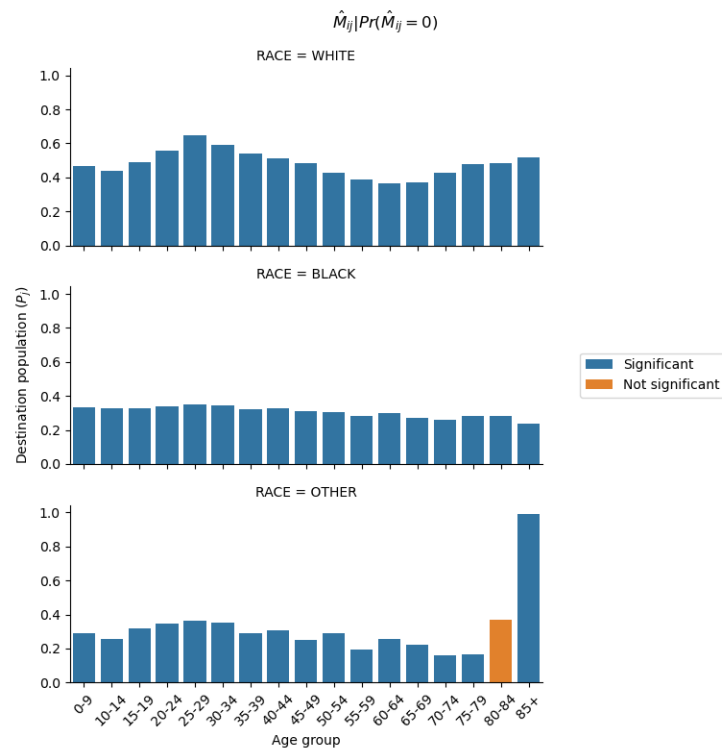 M̂ij|Pr(M̂ij = 0)
RACE = WHITE
1.0
0.8
0.6
0.4
0.2
0.0
RACE = BLACK
1.0
0.8
0.6
0.4
0.2
0.0
Destination population (Pj)
Significant
Not significant
RACE = OTHER
1.0
0.8
0.6
0.4
0.2
0.0
0-9 10-14 15-19 20-24 25-29 30-34 35-39 40-44 45-49 50-54 55-59 60-64 65-69 70-74 75-79 80-84 85+
Age group